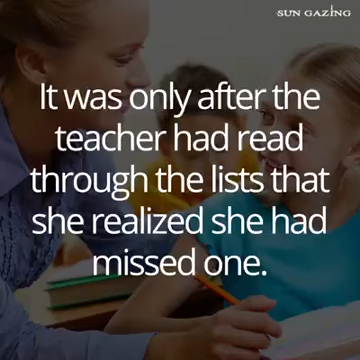 SUN GAZING
It was only after the
teacher had read
through the lists that
she realized she had
missed one.